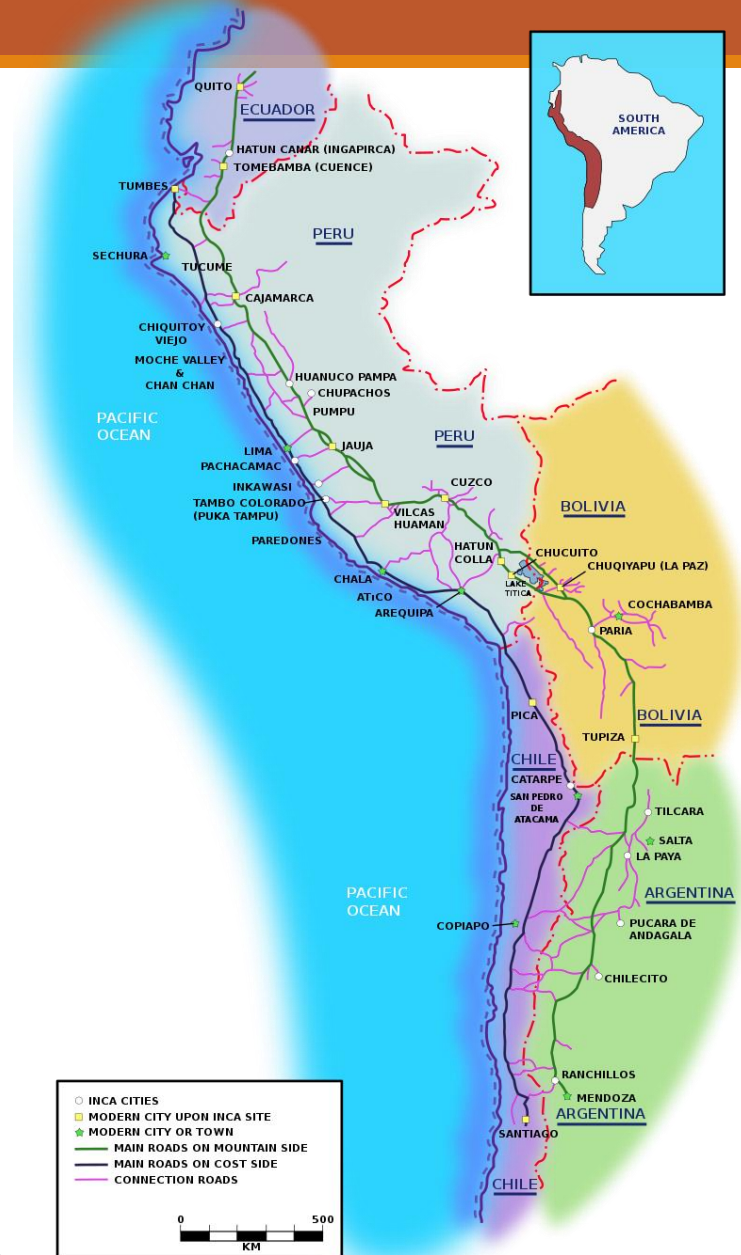 QUITO
ECUADOR
SOUTH
AMERICA
HATUN CANAR (INGAPIRCA)
TOMEBAMBA (CUENCE)
TUMBES
PERU
SECHURA
TUCUME
CAJAMARCA
CHIQUITOY
VIEJO
MOCHE VALLEY
&
CHAN CHAN
HUANUCO PAMPA
CHUPACHOS
PUMPU
PACIFIC
OCEAN
PERU
LIMA
JAUJA
PACHACAMAC
INKAWASI
CUZCO
TAMBO COLORADO
(PUKA TAMPU)
VILCAS
HUAMAN
BOLIVIA
PAREDONES
HATUN
COLLA
CHUCUITO
CHUQIYAPU (LA PAZ)
CHALA
LAKE
TITICA
ATiCO
AREQUIPA
COCHABAMBA
PARIA
PICA
BOLIVIA
TUPIZA
CHILE
CATARPE
SAN PEDRO
DE
ATACAMA
TILCARA
SALTA
LA PAYA
PACIFIC
OCEAN
ARGENTINA
COPIAPO
PUCARA DE
ANDAGALA
CHILECITO
RANCHILLOS
MENDOZA
ARGENTINA
SANTIAGO
CHILE
INCA CITIES
MODERN CITY UPON INCA SITE
MODERN CITY OR TOWN
MAIN ROADS ON MOUNTAIN SIDE
MAIN ROADS ON COST SIDE
CONNECTION ROADS
0 500
KM